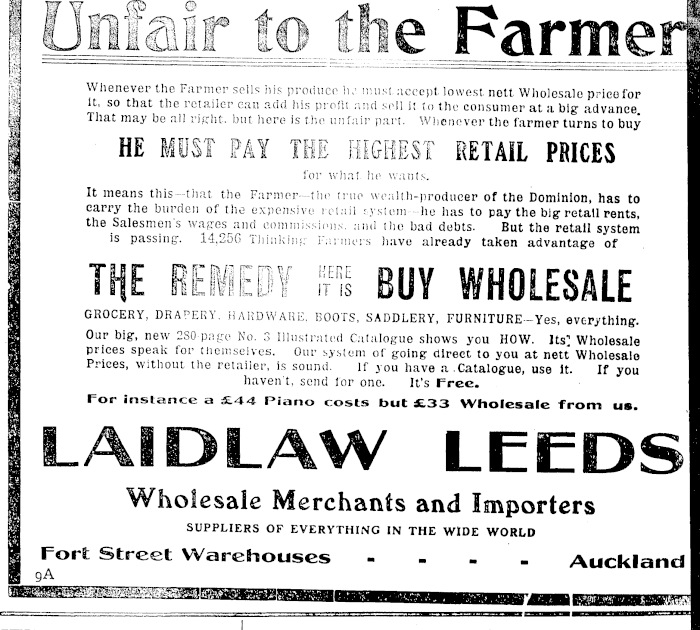 Unfair to the Farmer
Whenever the Farmer sells his produce he must accept lowest nett Wholesale price for
it, so that the retailer can add his profit and sell it to the consumer at a big advance.
That may be all right, but here is the unfair part. Whenever the farmer turns to buy
HE MUST PAY THE HIGHEST RETAIL PRICES
for what he wants.
It means this—that the Farmer—the true wealth-producer of the Dominion, has to
carry the burden of the expensive retail system—he has to pay the big retail rents,
the Salesmen's wages and commissions, and the bad debts. But the retail system
is passing. 14,256 Thinking Farmers have already taken advantage of
THE REMEDY HERE IT IS BUY WHOLESALE
GROCERY, DRAPERY, HARDWARE, BOOTS, SADDLERY, FURNITURE—Yes, everything.
Our big, new 280-page No. 3 Illustrated Catalogue shows you HOW. Its Wholesale
prices speak for themselves. Our system of going direct to you at nett Wholesale
Prices, without the retailer, is sound. If you have a Catalogue, use it. If you
haven't, send for one. It's Free.
For instance a £44 Piano costs but £33 Wholesale from us.
LAIDLAW LEEDS
Wholesale Merchants and Importers
SUPPLIERS OF EVERYTHING IN THE WIDE WORLD
Fort Street Warehouses - - - - Auckland
9A